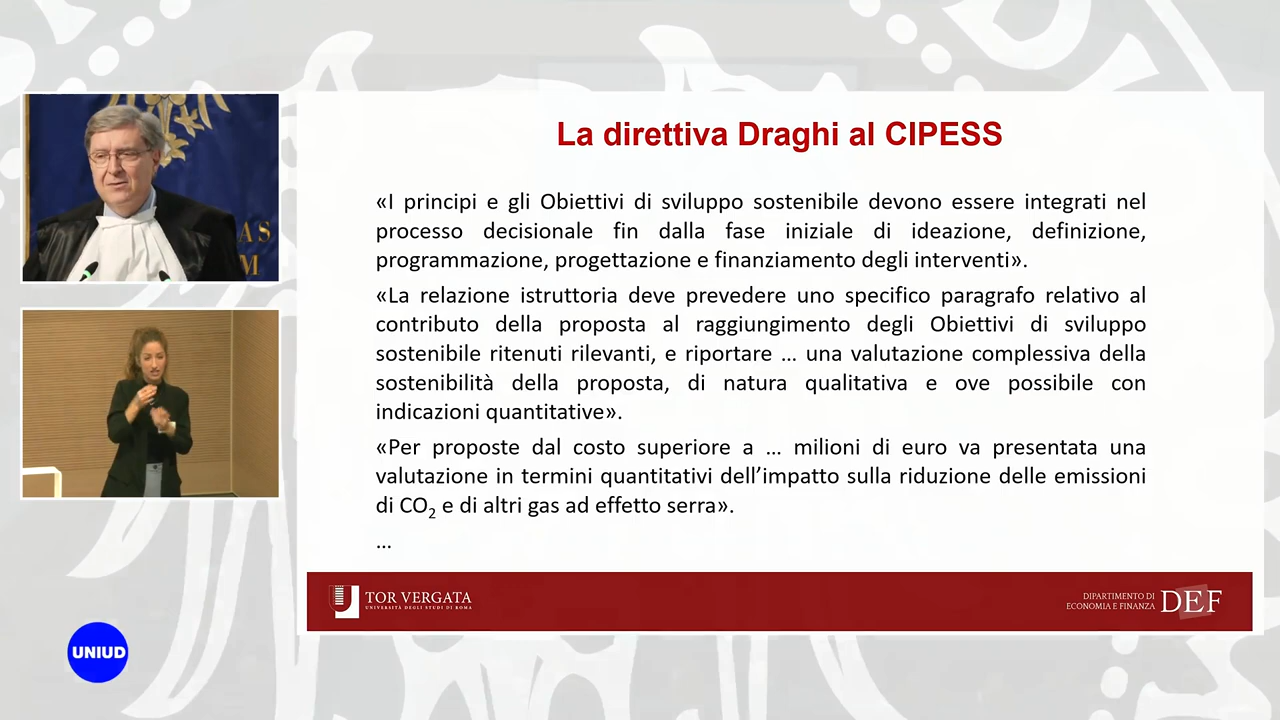 La direttiva Draghi al CIPESS
«I principi e gli Obiettivi di sviluppo sostenibile devono essere integrati nel
processo decisionale fin dalla fase iniziale di ideazione, definizione,
programmazione, progettazione e finanziamento degli interventi».
«La relazione istruttoria deve prevedere uno specifico paragrafo relativo al
contributo della proposta al raggiungimento degli Obiettivi di sviluppo
sostenibile ritenuti rilevanti, e riportare … una valutazione complessiva della
sostenibilità della proposta, di natura qualitativa e ove possibile con
indicazioni quantitative».
«Per proposte dal costo superiore a … milioni di euro va presentata una
valutazione in termini quantitativi dell’impatto sulla riduzione delle emissioni
di CO₂ e di altri gas ad effetto serra».
…
TOR VERGATA
UNIVERSITÀ DEGLI STUDI DI ROMA
DIPARTIMENTO DI
ECONOMIA E FINANZA
DEF
AS
M
UNIUD